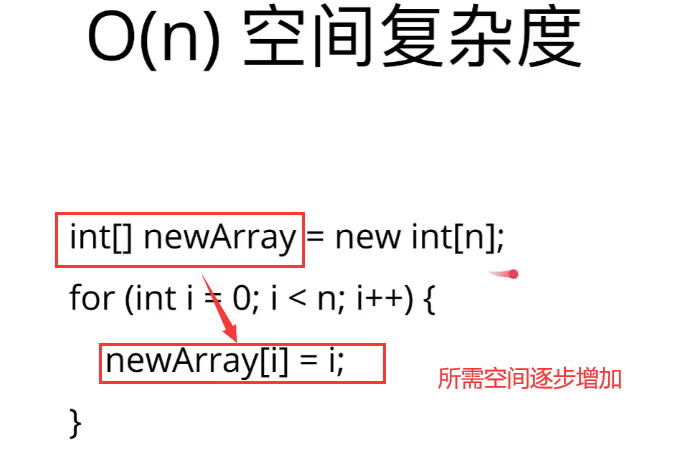 O(n) 空间复杂度
int[] newArray = new int[n];
for (int i = 0; i < n; i++) {
newArray[i] = i;
所需空间逐步增加
}